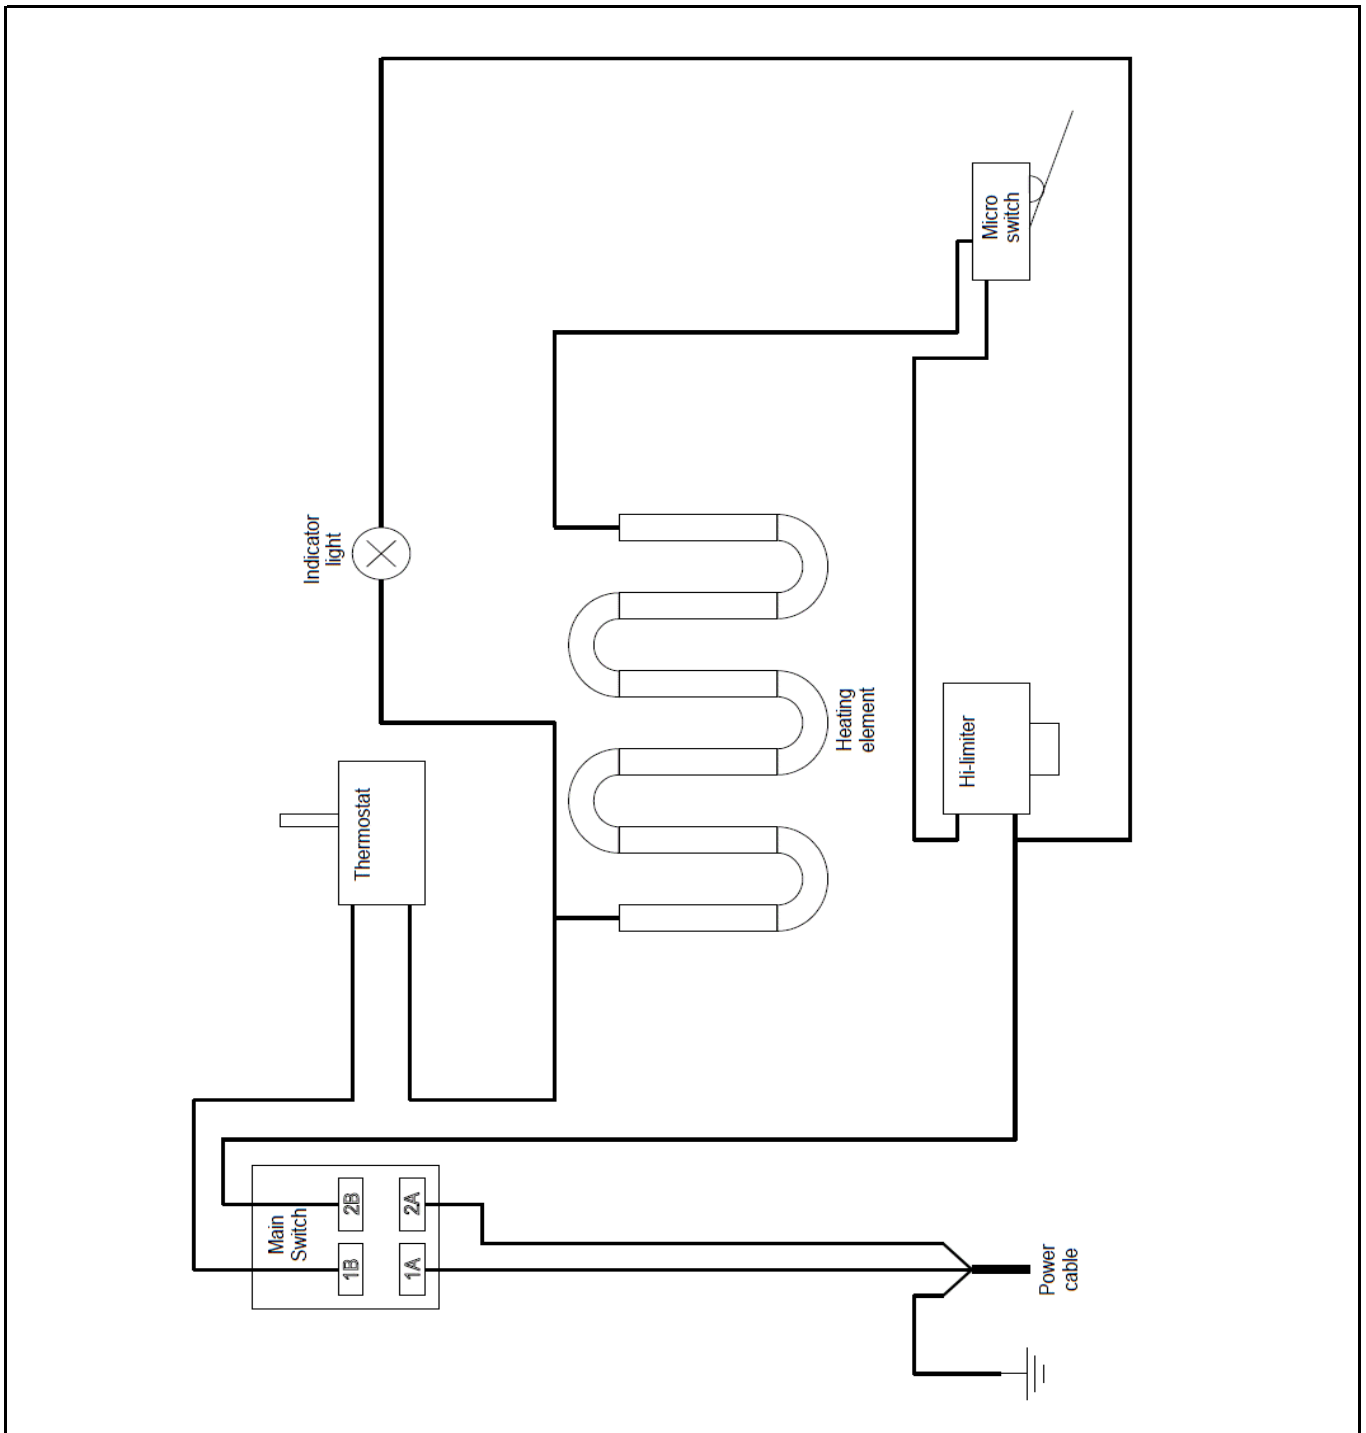 Micro
switch
Indicator
light
Heating
element
Hi-limiter
Thermostat
Main
Switch
2B
2A
1B
1A
Power
cable